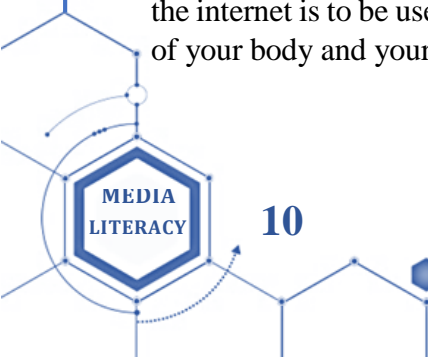 the internet is to be use
of your body and your
MEDIA
LITERACY
10